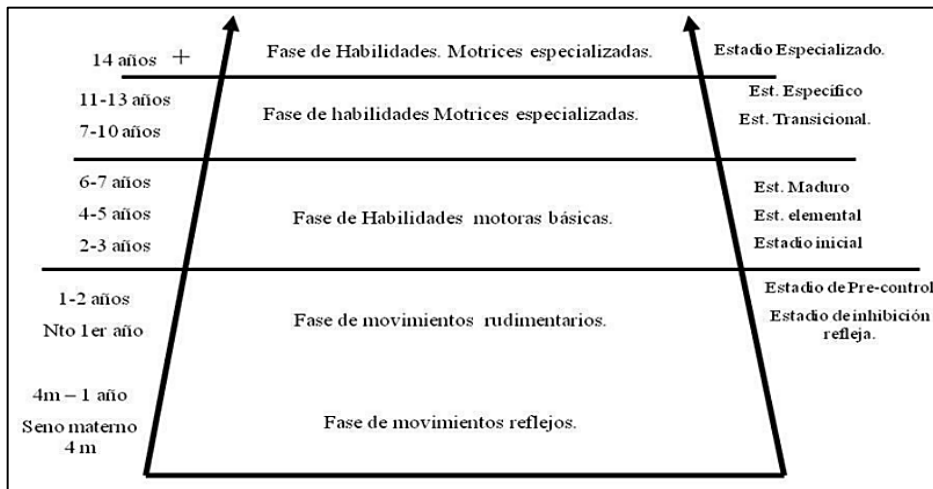 14 años +
Fase de Habilidades. Motrices especializadas.
Estadio Especializado.
11-13 años
7-10 años
Fase de habilidades Motrices especializadas.
Est. Específico
Est. Transicional.
6-7 años
4-5 años
2-3 años
Fase de Habilidades motoras básicas.
Est. Maduro
Est. elemental
Estadio inicial
1-2 años
Nto 1er año
Fase de movimientos rudimentarios.
Estadio de Pre-control
Estadio de inhibición
refleja.
4m – 1 año
Seno materno
4 m
Fase de movimientos reflejos.